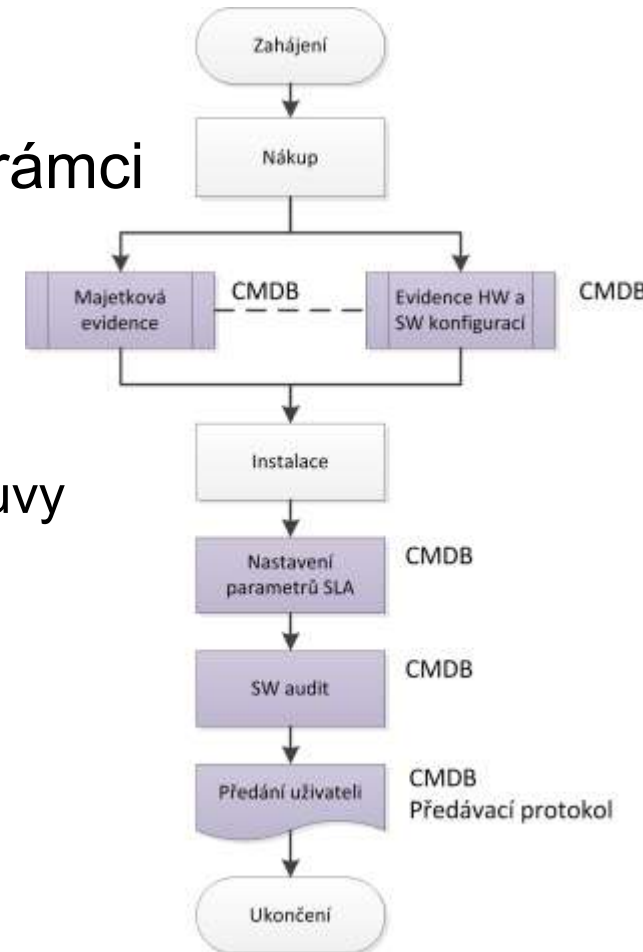 Zahájení
rámci
Nákup
Majetková
evidence
CMDB
Evidence HW a
SW konfigurací
CMDB
Instalace
Nastavení
parametrů SLA
CMDB
SW audit
CMDB
Předání uživateli
CMDB
Předávací protokol
Ukončení